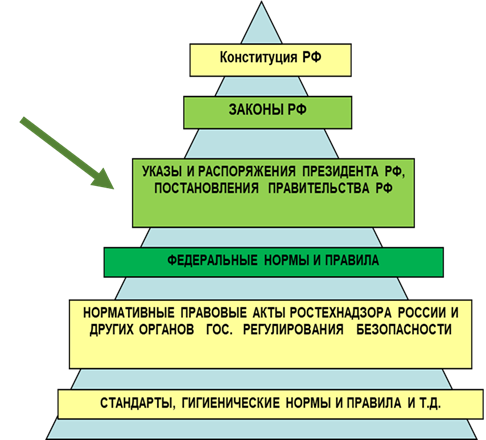 Конституция РФ
ЗАКОНЫ РФ
УКАЗЫ И РАСПОРЯЖЕНИЯ ПРЕЗИДЕНТА РФ,
ПОСТАНОВЛЕНИЯ ПРАВИТЕЛЬСТВА РФ
ФЕДЕРАЛЬНЫЕ НОРМЫ И ПРАВИЛА
НОРМАТИВНЫЕ ПРАВОВЫЕ АКТЫ РОСТЕХНАДЗОРА РОССИИ И
ДРУГИХ ОРГАНОВ ГОС. РЕГУЛИРОВАНИЯ БЕЗОПАСНОСТИ
СТАНДАРТЫ, ГИГИЕНИЧЕСКИЕ НОРМЫ И ПРАВИЛА И Т.Д.